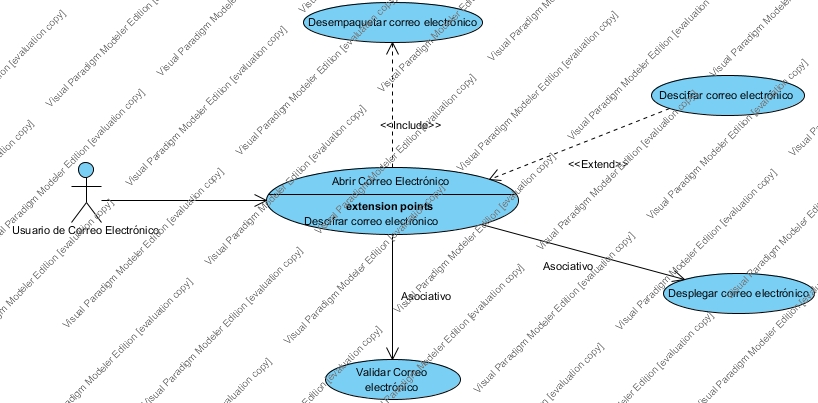 Desempaquetar correo electrónico
Descifrar correo electrónico
<<Include>>
<<Extend>>
Abrir Correo Electrónico
extension points
Descifrar correo electrónico
Usuario de Correo Electrónico
Asociativo
Desplegar correo electrónico
Asociativo
Validar Correo
electrónico
Visual Paradigm Modeler Edition [evaluation copy]